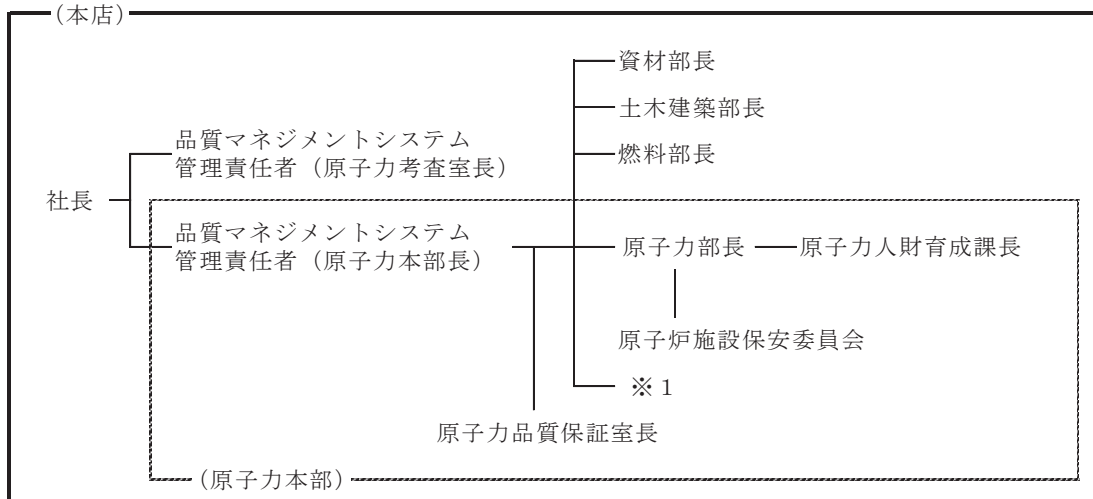 (本店)
資材部長
土木建築部長
品質マネジメントシステム
管理責任者(原子力考査室長)
燃料部長
社長
品質マネジメントシステム
管理責任者(原子力本部長)
原子力部長
原子力人財育成課長
原子炉施設保安委員会
※1
原子力品質保証室長
(原子力本部)